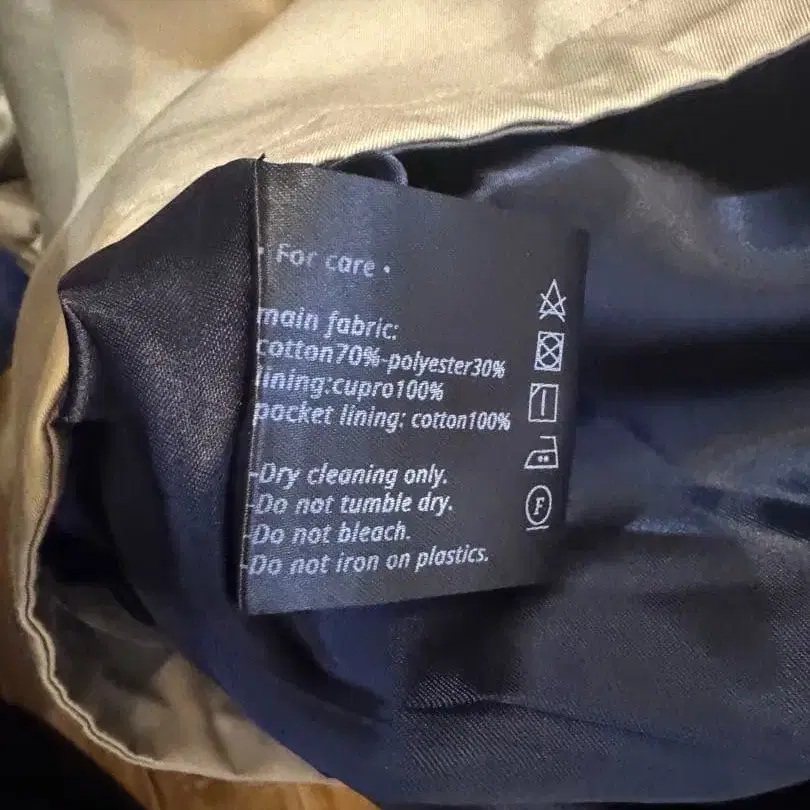 • For care •
main fabric:
cotton70%-polyester30%
lining:cupro100%
pocket lining: cotton100%
-Dry cleaning only.
-Do not tumble dry.
-Do not bleach.
-Do not iron on plastics.
F